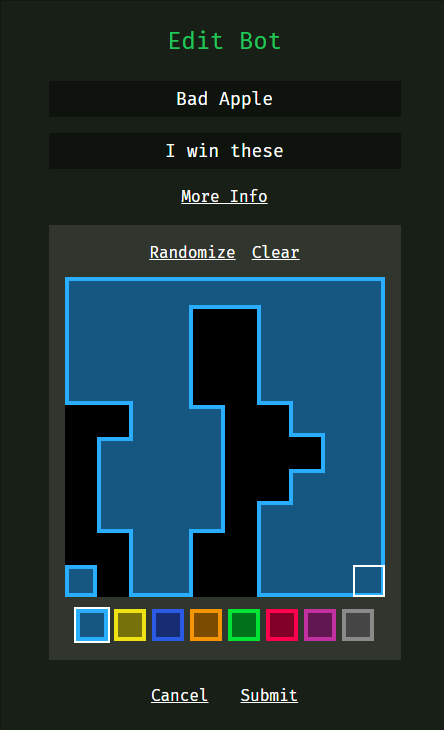 Edit Bot
Bad Apple
I win these
More Info
Randomize Clear
Cancel Submit